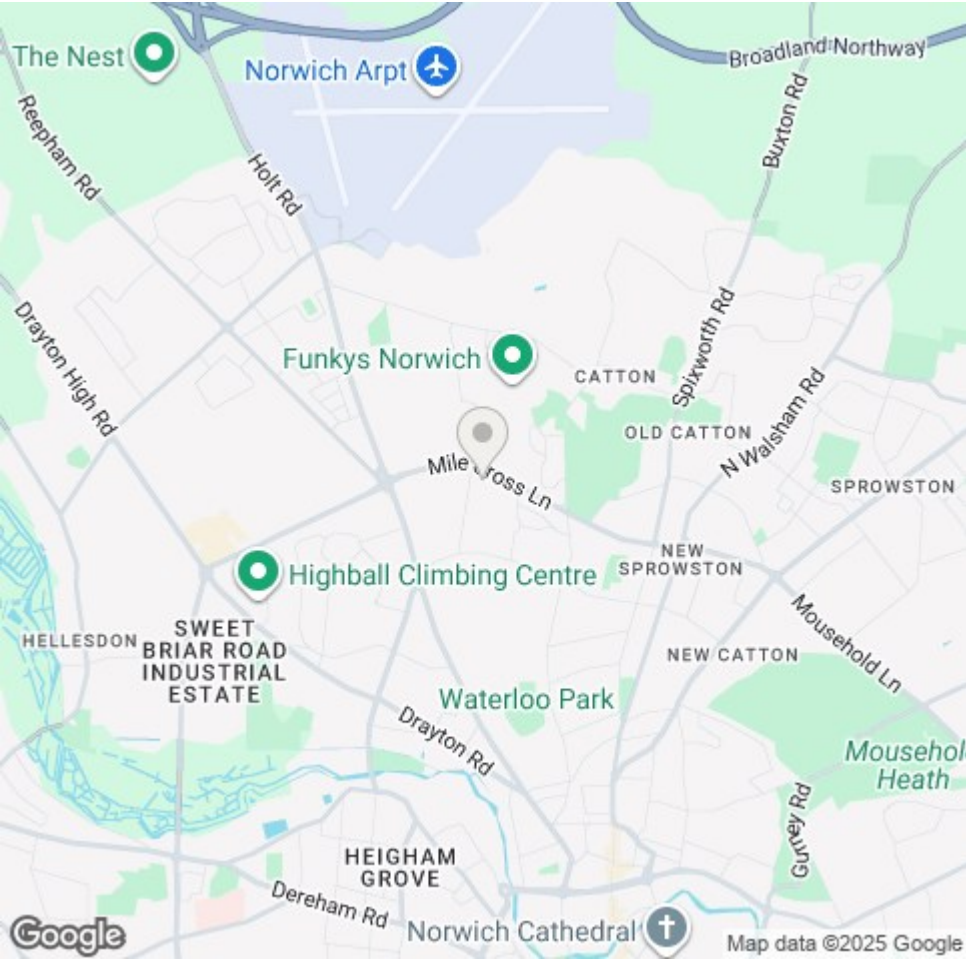 The Nest
Norwich Arpt
Broadland Northway
Reepham Rd
Holt Rd
Buxton Rd
Drayton High Rd
Spixworth Rd
Funkys Norwich
CATTON
N Walsham Rd
OLD CATTON
Mile Cross Ln
SPROWSTON
NEW
SPROWSTON
Highball Climbing Centre
Mousehold Ln
HELLESDON
SWEET
BRIAR ROAD
INDUSTRIAL
ESTATE
NEW CATTON
Waterloo Park
Drayton Rd
Mousehol
Heath
Gurney Rd
HEIGHAM
GROVE
Dereham Rd
Norwich Cathedral
Google
Map data ©2025 Google